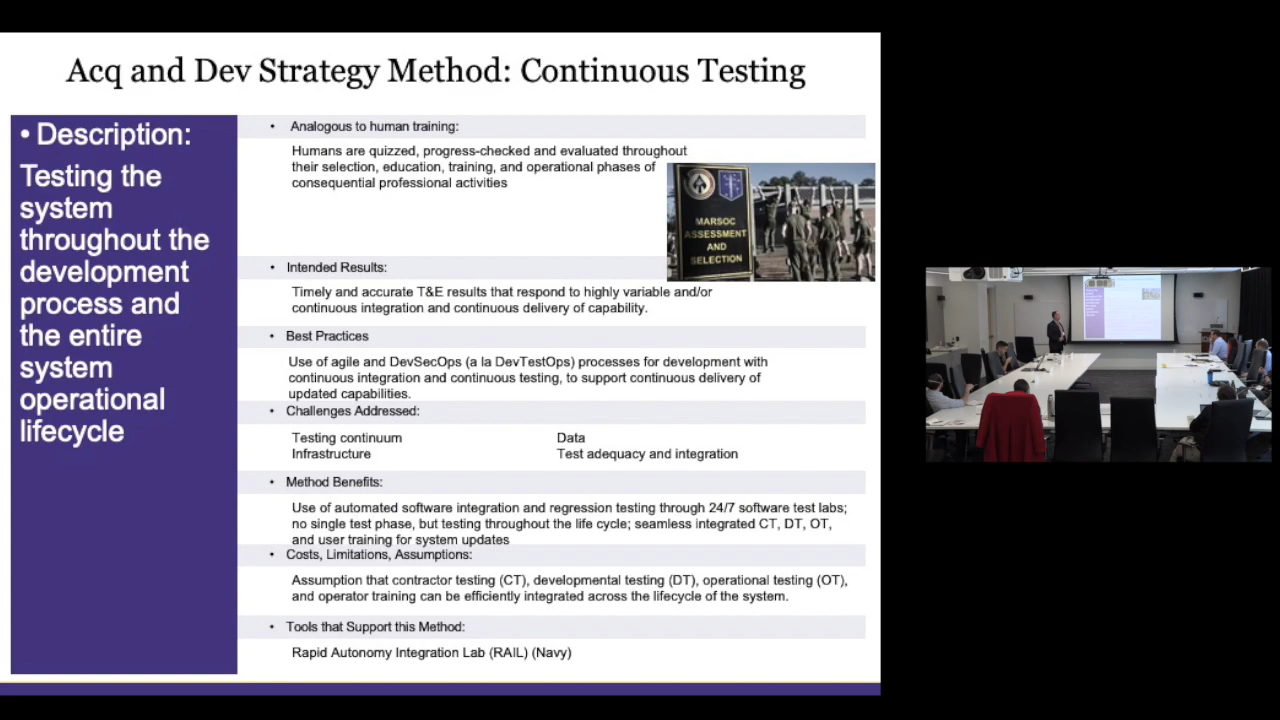 Acq and Dev Strategy Method: Continuous Testing
• Description:
Testing the
system
throughout the
development
process and
the entire
system
operational
lifecycle
• Analogous to human training:
Humans are quizzed, progress-checked and evaluated throughout
their selection, education, training, and operational phases of
consequential professional activities
MARSOC
ASSESSMENT
AND
SELECTION
• Intended Results:
Timely and accurate T&E results that respond to highly variable and/or
continuous integration and continuous delivery of capability.
• Best Practices
Use of agile and DevSecOps (a la DevTestOps) processes for development with
continuous integration and continuous testing, to support continuous delivery of
updated capabilities.
• Challenges Addressed:
Testing continuum
Infrastructure
Data
Test adequacy and integration
• Method Benefits:
Use of automated software integration and regression testing through 24/7 software test labs;
no single test phase, but testing throughout the life cycle; seamless integrated CT, DT, OT,
and user training for system updates
• Costs, Limitations, Assumptions:
Assumption that contractor testing (CT), developmental testing (DT), operational testing (OT),
and operator training can be efficiently integrated across the lifecycle of the system.
• Tools that Support this Method:
Rapid Autonomy Integration Lab (RAIL) (Navy)